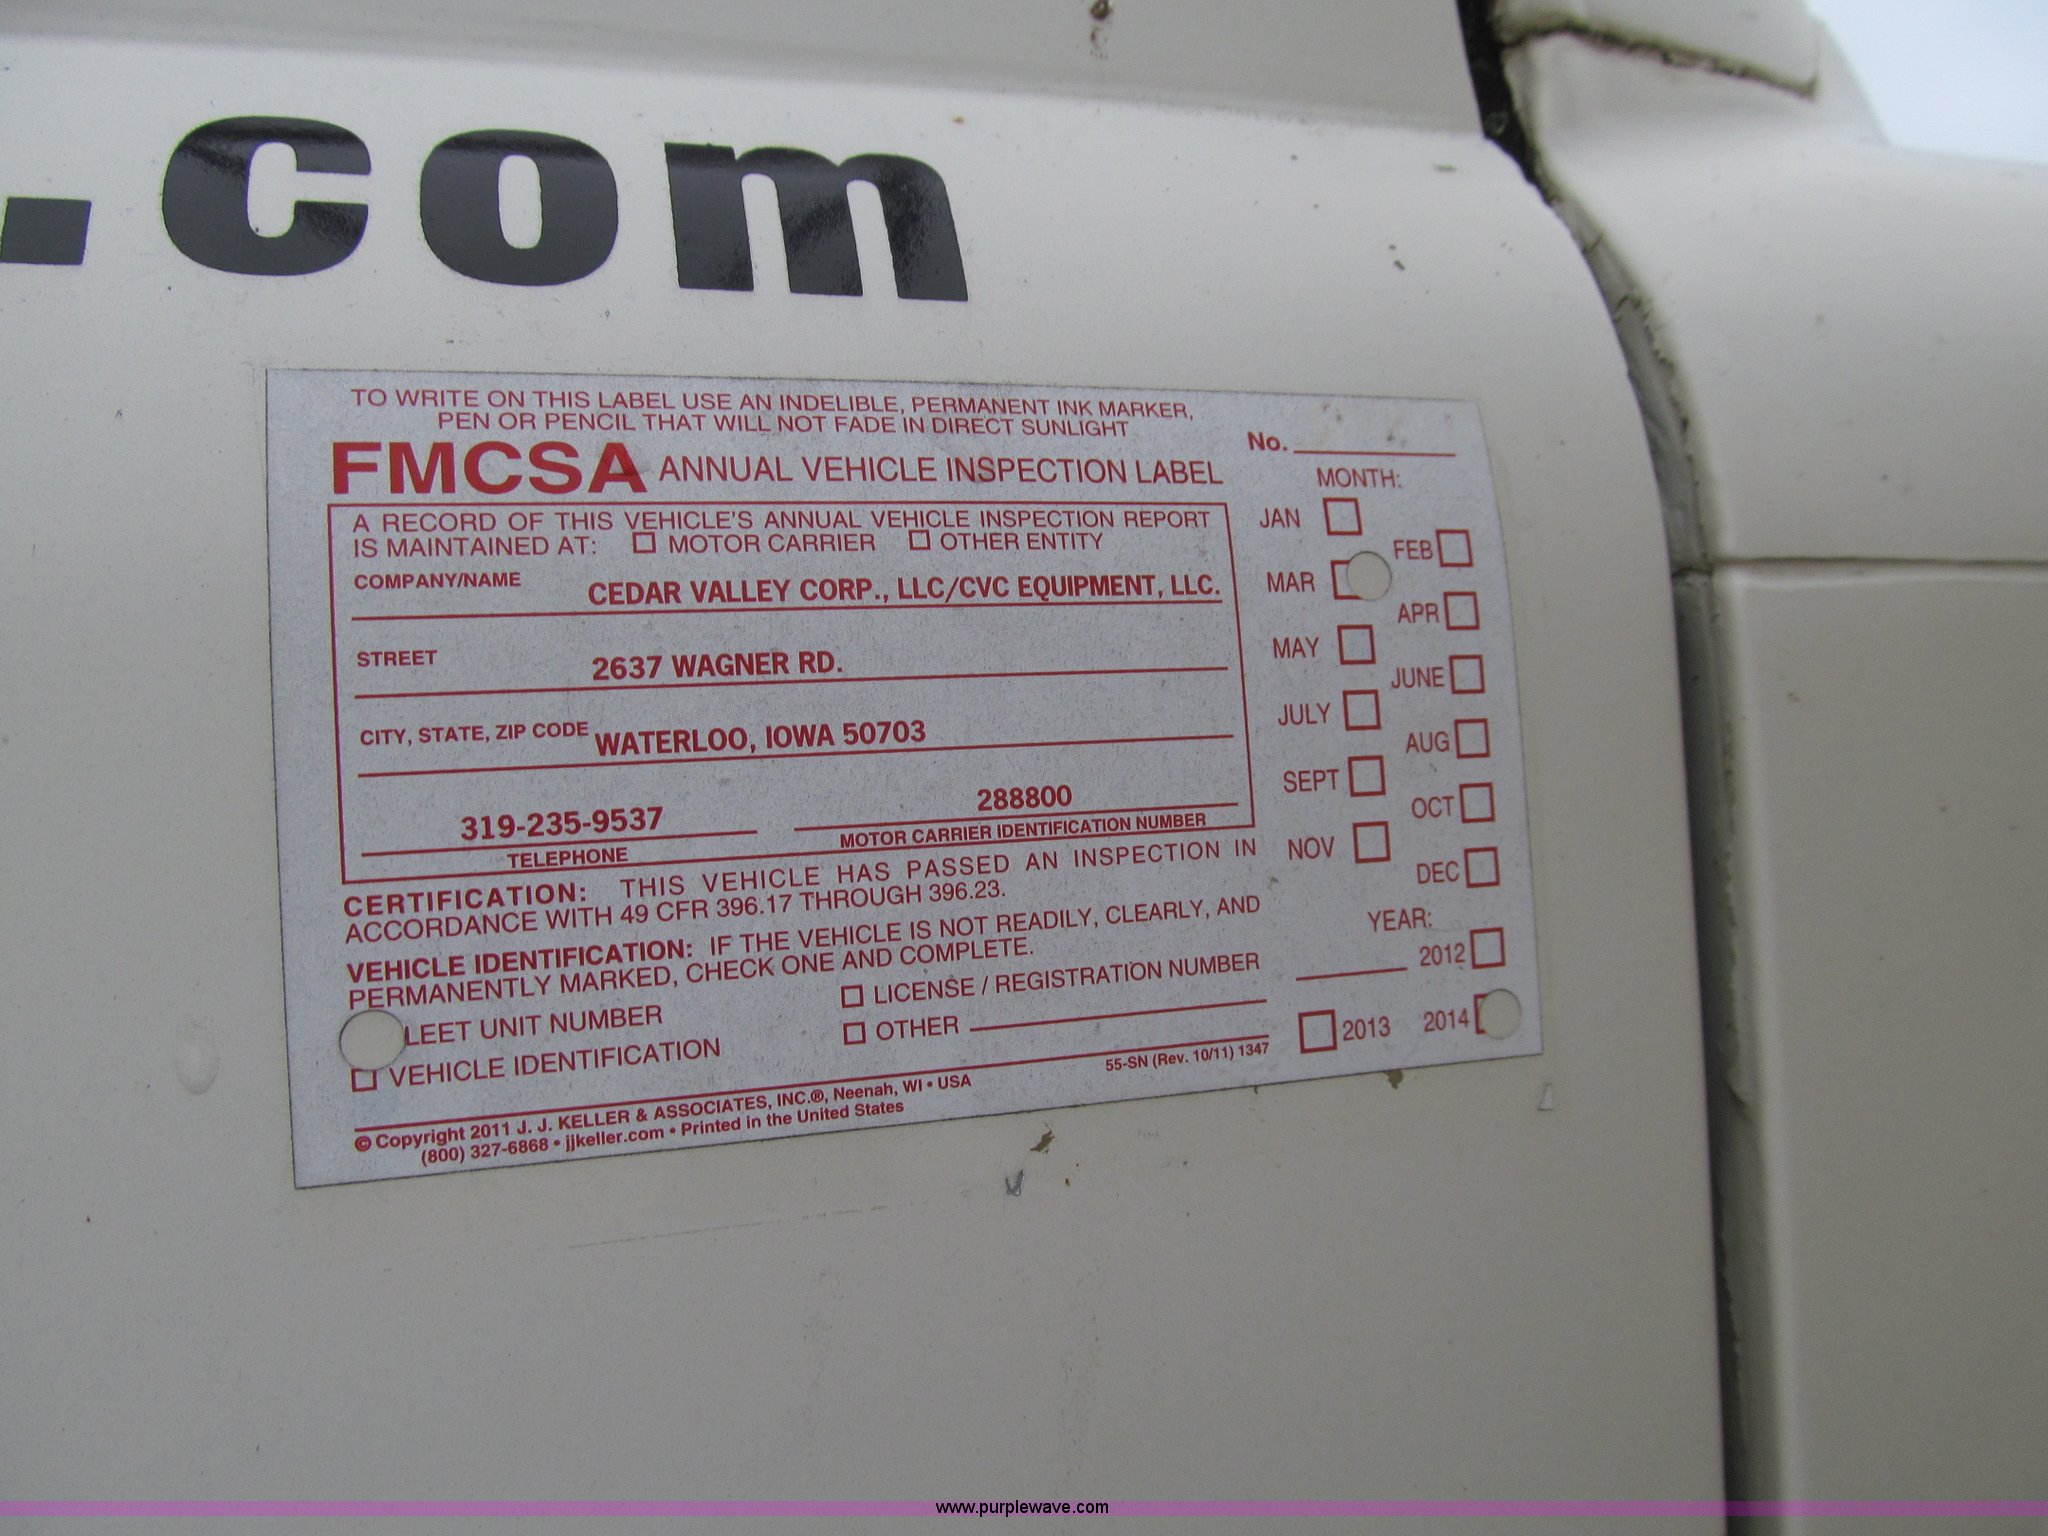 .com
TO WRITE ON THIS LABEL USE AN INDELIBLE, PERMANENT INK MARKER,
PEN OR PENCIL THAT WILL NOT FADE IN DIRECT SUNLIGHT
FMCSA ANNUAL VEHICLE INSPECTION LABEL
A RECORD OF THIS VEHICLE'S ANNUAL VEHICLE INSPECTION REPORT
IS MAINTAINED AT: MOTOR CARRIER OTHER ENTITY
COMPANY/NAME CEDAR VALLEY CORP., LLC/CVC EQUIPMENT, LLC.
STREET 2637 WAGNER RD.
CITY, STATE, ZIP CODE WATERLOO, IOWA 50703
319-235-9537 288800
TELEPHONE MOTOR CARRIER IDENTIFICATION NUMBER
CERTIFICATION: THIS VEHICLE HAS PASSED AN INSPECTION IN
ACCORDANCE WITH 49 CFR 396.17 THROUGH 396.23.
VEHICLE IDENTIFICATION: IF THE VEHICLE IS NOT READILY, CLEARLY, AND
PERMANENTLY MARKED, CHECK ONE AND COMPLETE.
LEET UNIT NUMBER LICENSE / REGISTRATION NUMBER
VEHICLE IDENTIFICATION OTHER
© Copyright 2011 J. J. KELLER & ASSOCIATES, INC.®, Neenah, WI • USA
(800) 327-6868 • jjkeller.com • Printed in the United States
55-SN (Rev. 10/11) 1347
No.
MONTH:
JAN
FEB
MAR
APR
MAY
JUNE
JULY
AUG
SEPT
OCT
NOV
DEC
YEAR:
2012
2013 2014
www.purplewave.com